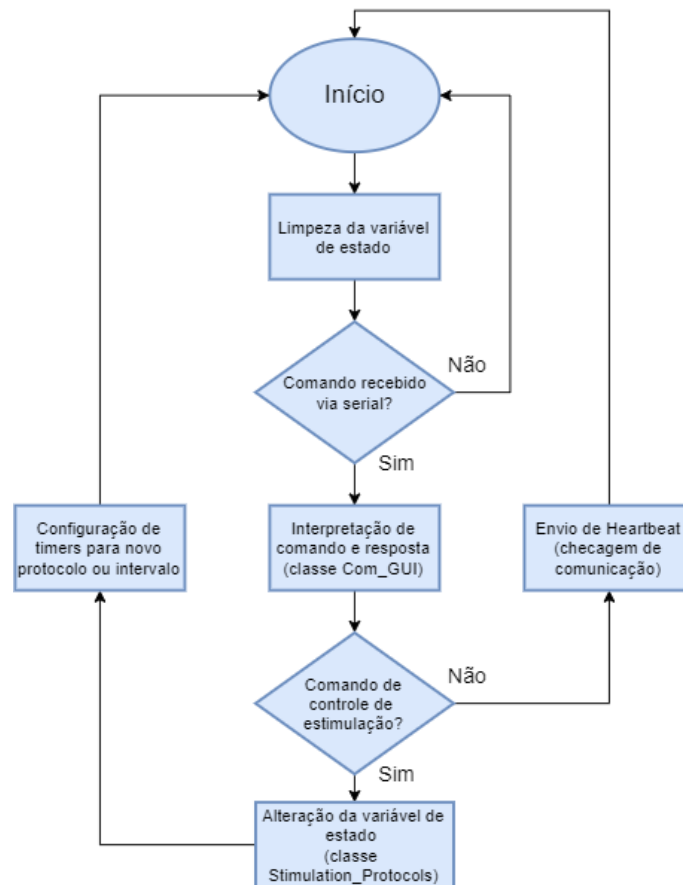 Início
Limpeza da variável
de estado
Comando recebido
via serial?
Não
Sim
Configuração de
timers para novo
protocolo ou intervalo
Interpretação de
comando e resposta
(classe Com_GUI)
Envio de Heartbeat
(checagem de
comunicação)
Comando de
controle de
estimulação?
Não
Sim
Alteração da variável de
estado
(classe
Stimulation_Protocols)